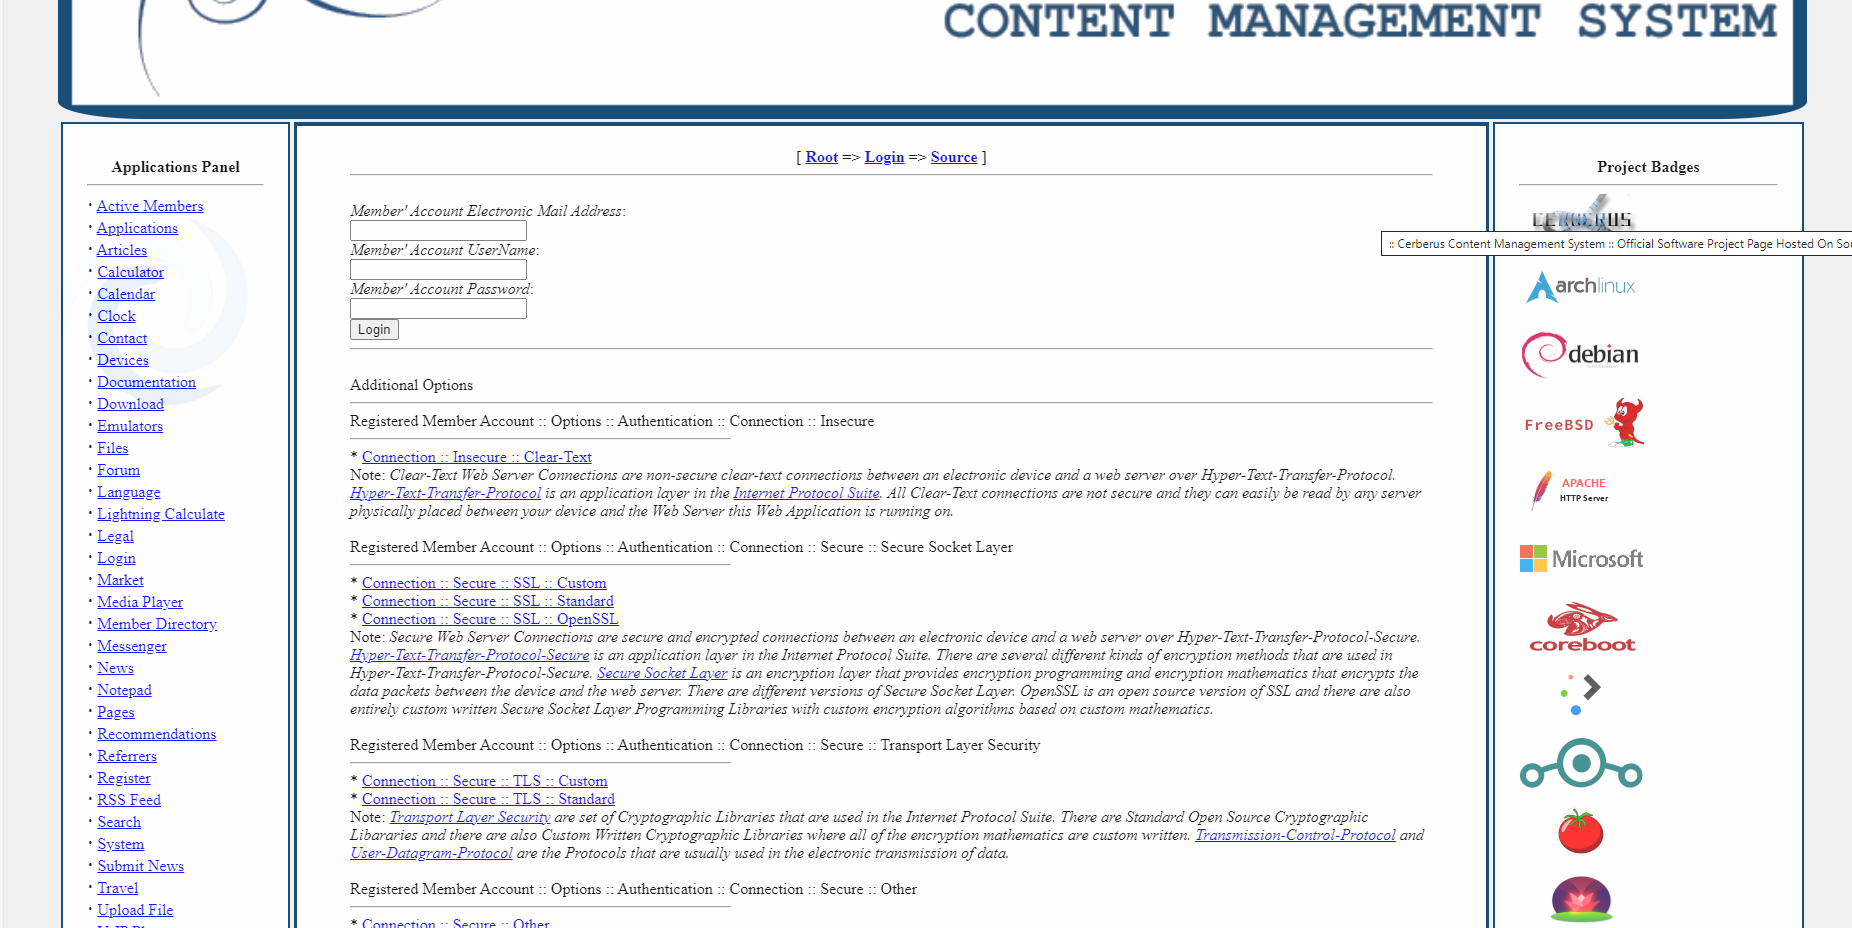 CONTENT MANAGEMENT SYSTEM
Applications Panel
· Active Members
· Applications
· Articles
· Calculator
· Calendar
· Clock
· Contact
· Devices
· Documentation
· Download
· Emulators
· Files
· Forum
· Language
· Lightning Calculate
· Legal
· Login
· Market
· Media Player
· Member Directory
· Messenger
· News
· Notepad
· Pages
· Recommendations
· Referrers
· Register
· RSS Feed
· Search
· System
· Submit News
· Travel
· Upload File
[ Root => Login => Source ]
Member' Account Electronic Mail Address:
Member' Account UserName:
Member' Account Password:
Login
Additional Options
Registered Member Account :: Options :: Authentication :: Connection :: Insecure
* Connection :: Insecure :: Clear-Text
Note: Clear-Text Web Server Connections are non-secure clear-text connections between an electronic device and a web server over Hyper-Text-Transfer-Protocol.
Hyper-Text-Transfer-Protocol is an application layer in the Internet Protocol Suite. All Clear-Text connections are not secure and they can easily be read by any server
physically placed between your device and the Web Server this Web Application is running on.
Registered Member Account :: Options :: Authentication :: Connection :: Secure :: Secure Socket Layer
* Connection :: Secure :: SSL :: Custom
* Connection :: Secure :: SSL :: Standard
* Connection :: Secure :: SSL :: OpenSSL
Note: Secure Web Server Connections are secure and encrypted connections between an electronic device and a web server over Hyper-Text-Transfer-Protocol-Secure.
Hyper-Text-Transfer-Protocol-Secure is an application layer in the Internet Protocol Suite. There are several different kinds of encryption methods that are used in
Hyper-Text-Transfer-Protocol-Secure. Secure Socket Layer is an encryption layer that provides encryption programming and encryption mathematics that encrypts the
data packets between the device and the web server. There are different versions of Secure Socket Layer. OpenSSL is an open source version of SSL and there are also
entirely custom written Secure Socket Layer Programming Libraries with custom encryption algorithms based on custom mathematics.
Registered Member Account :: Options :: Authentication :: Connection :: Secure :: Transport Layer Security
* Connection :: Secure :: TLS :: Custom
* Connection :: Secure :: TLS :: Standard
Note: Transport Layer Security are set of Cryptographic Libraries that are used in the Internet Protocol Suite. There are Standard Open Source Cryptographic
Libararies and there are also Custom Written Cryptographic Libraries where all of the encryption mathematics are custom written. Transmission-Control-Protocol and
User-Datagram-Protocol are the Protocols that are usually used in the electronic transmission of data.
Registered Member Account :: Options :: Authentication :: Connection :: Secure :: Other
* Connection :: Secure :: Other
Project Badges
CERBERUS
:: Cerberus Content Management System :: Official Software Project Page Hosted On Sou
archlinux
debian
FreeBSD
APACHE
HTTP Server
Microsoft
coreboot